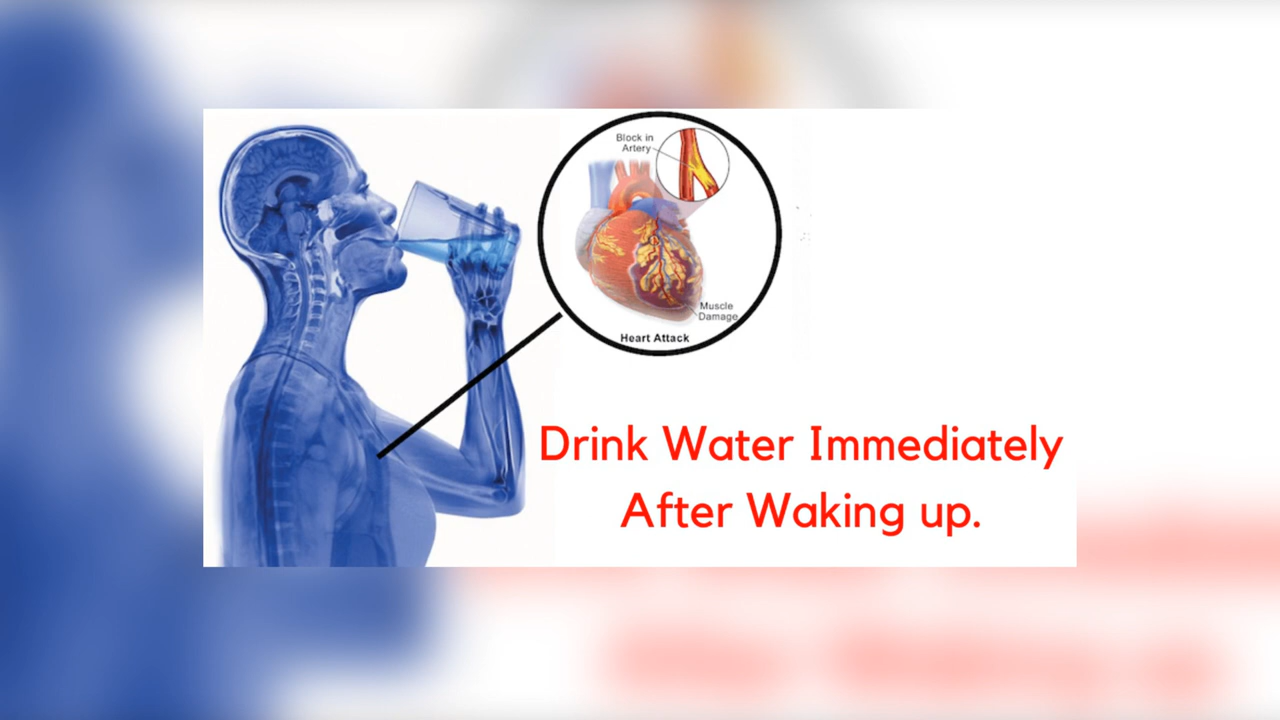 Block in
Artery
Muscle
Damage
Heart Attack
Drink Water Immediately
After Waking up.